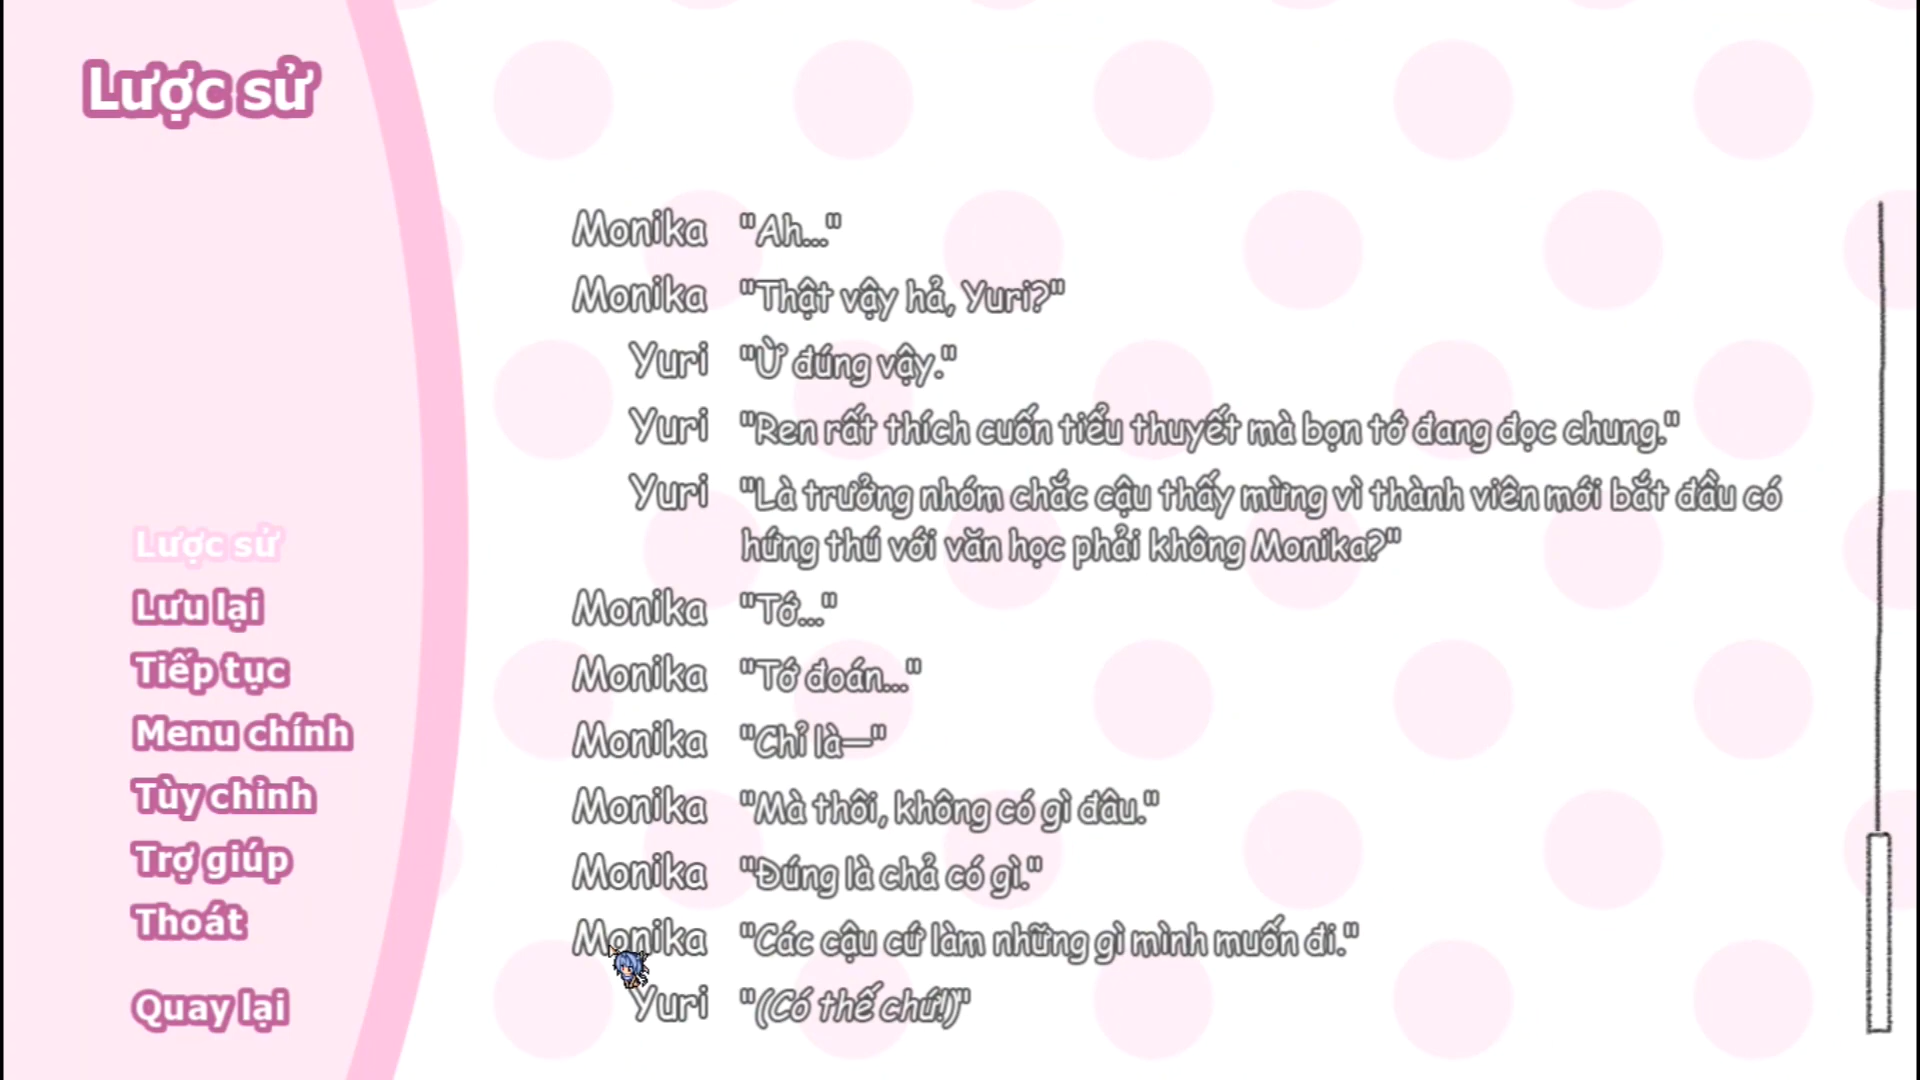 Lược sử
Monika "Ah..."
Monika "Thật vậy hả, Yuri?"
Yuri "Ừ đúng vậy."
Yuri "Ren rất thích cuốn tiểu thuyết mà bọn tớ đang đọc chung."
Yuri "Là trưởng nhóm chắc cậu thấy mừng vì thành viên mới bắt đầu có
hứng thú với văn học phải không Monika?"
Monika "Tớ..."
Monika "Tớ đoán..."
Monika "Chỉ là—"
Monika "Mà thôi, không có gì đâu."
Monika "Đúng là chả có gì."
Monika "Các cậu cứ làm những gì mình muốn đi."
Yuri "(Có thế chứ!)"
Lược sử
Lưu lại
Tiếp tục
Menu chính
Tùy chỉnh
Trợ giúp
Thoát
Quay lại